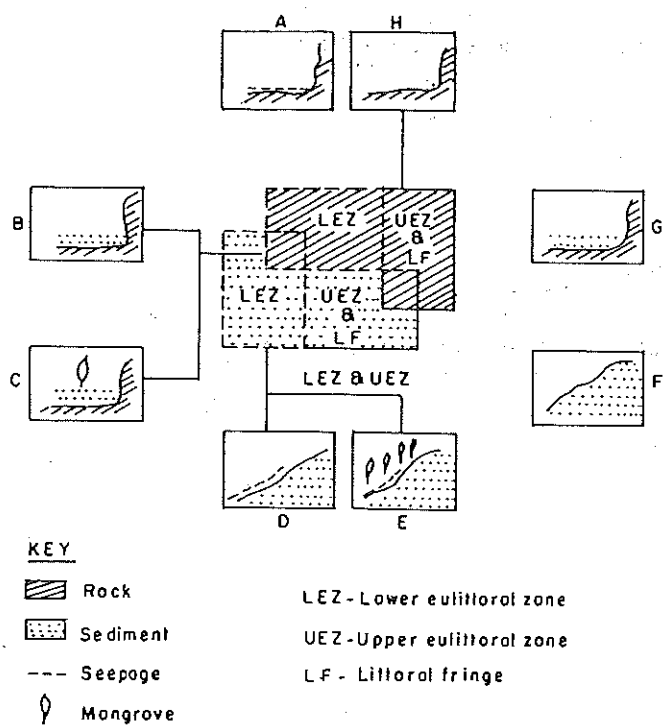 A
H
B
LEZ
UEZ
&
LF
G
LEZ
UEZ
&
LF
C
LEZ & UEZ
F
D
E
KEY
Rock
LEZ-Lower eulittoral zone
Sediment
UEZ-Upper eulittoral zone
Seepage
LF- Littoral fringe
Mangrove